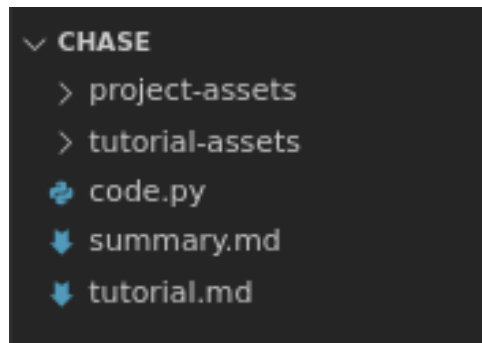 CHASE
project-assets
tutorial-assets
code.py
summary.md
tutorial.md